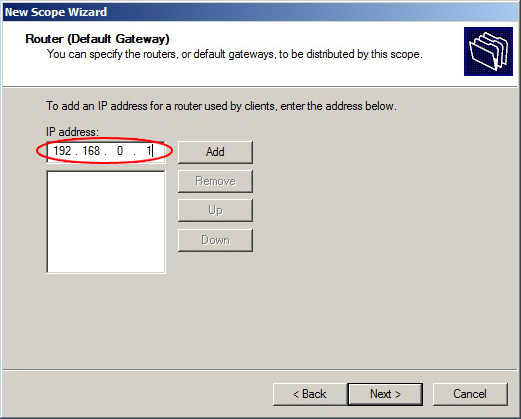 New Scope Wizard
Router (Default Gateway)
You can specify the routers, or default gateways, to be distributed by this scope.
To add an IP address for a router used by clients, enter the address below.
IP address:
192 . 168 . 0 . 1
Add
Remove
Up
Down
< Back
Next >
Cancel